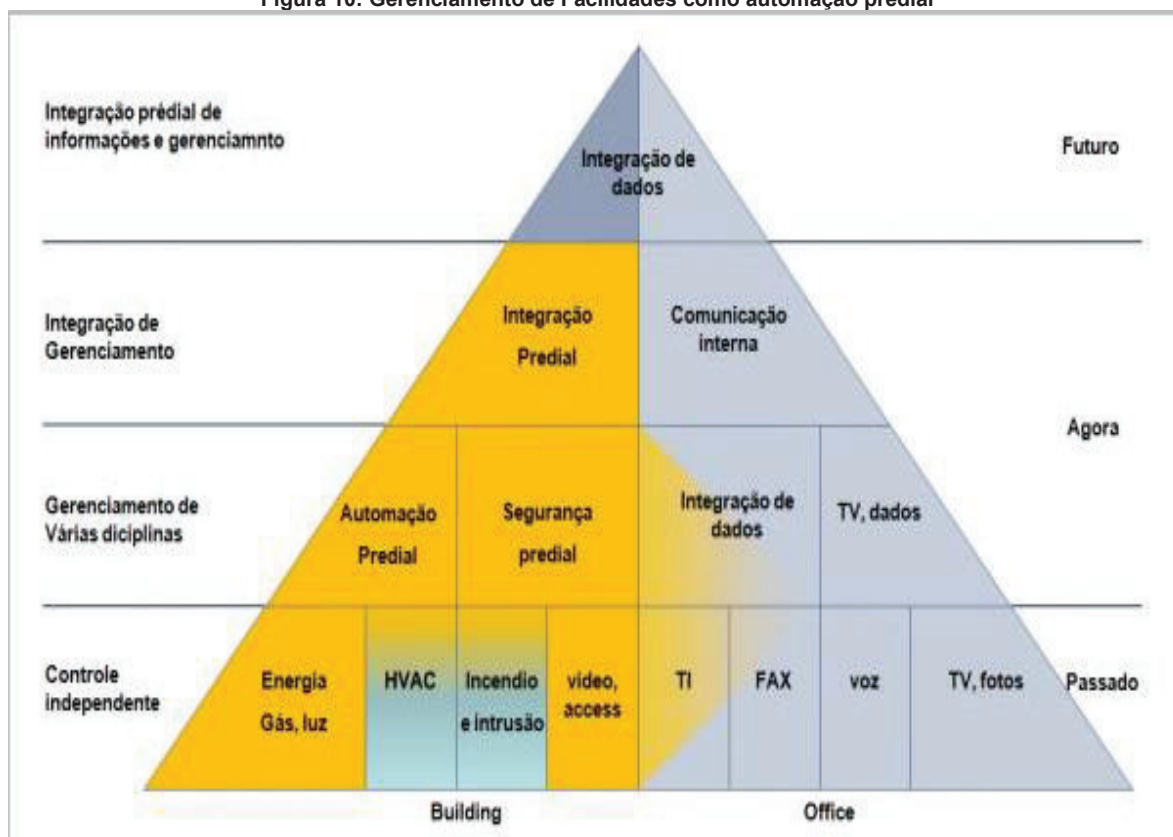 Figura 10: Gerenciamento de Facilidades como automação predial
Integração prédial de
informações e gerenciamnto
Integração de
dados
Futuro
Integração de
Gerenciamento
Integração
Predial
Comunicação
interna
Agora
Gerenciamento de
Várias diciplinas
Automação
Predial
Segurança
predial
Integração de
dados
TV, dados
Controle
independente
Energia
Gás, luz
HVAC
Incendio
e intrusão
video,
access
TI
FAX
voz
TV, fotos
Passado
Building
Office